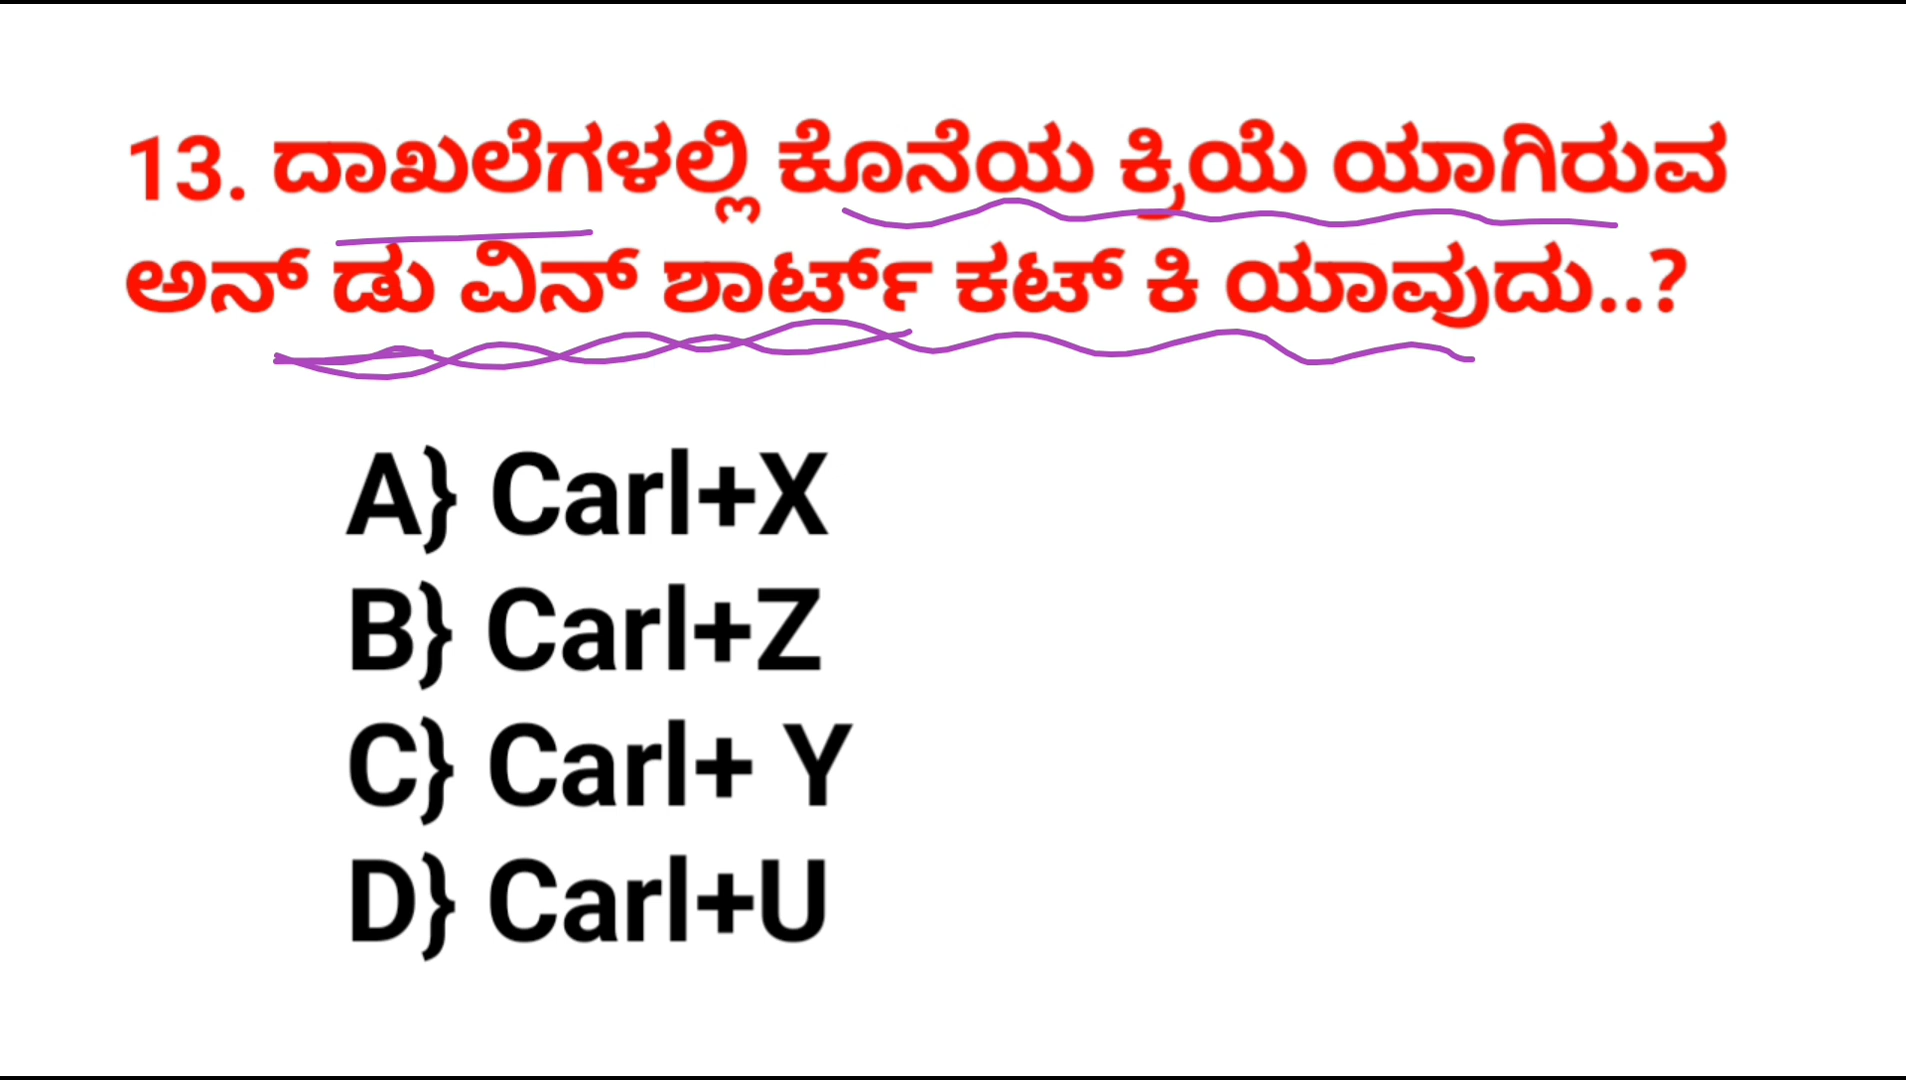 13. ದಾಖಲೆಗಳಲ್ಲಿ ಕೊನೆಯ ಕ್ರಿಯೆ ಯಾಗಿರುವ
ಅನ್ ಡು ವಿನ್ ಶಾರ್ಟ್ ಕಟ್ ಕಿ ಯಾವುದು..?
A} Carl+X
B} Carl+Z
C} Carl+ Y
D} Carl+U